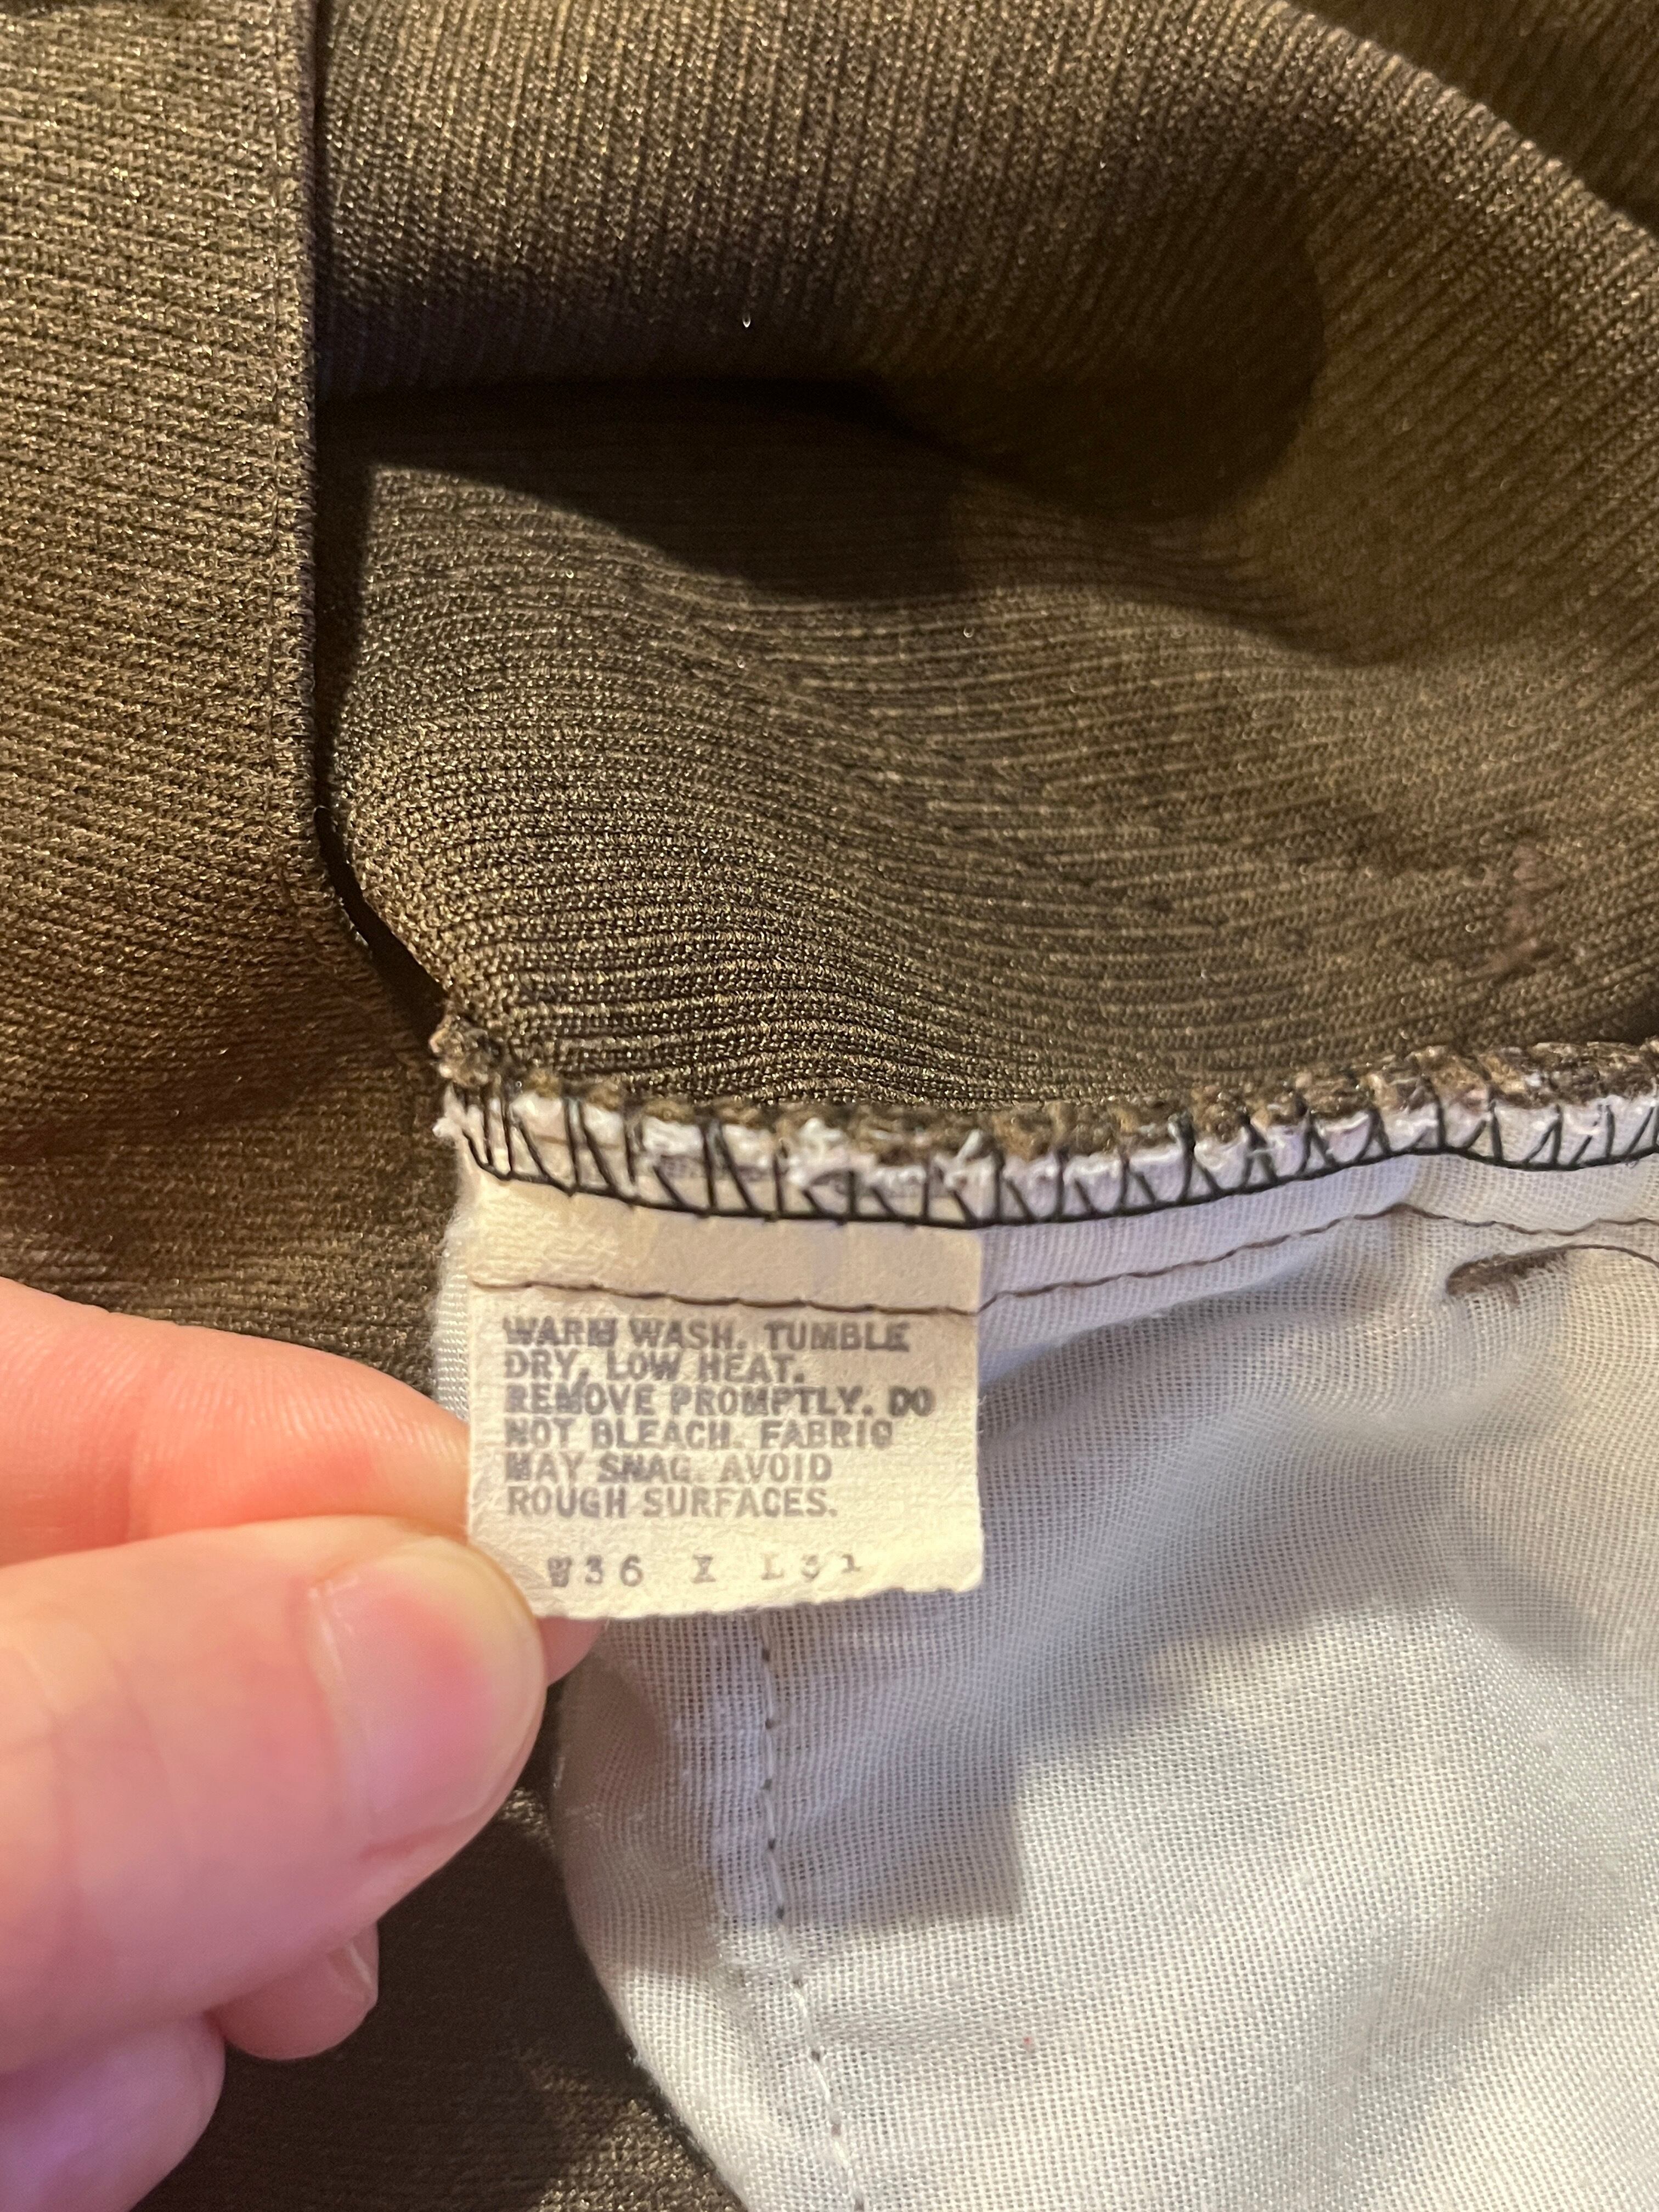 WARM WASH. TUMBLE
DRY, LOW HEAT.
REMOVE PROMPTLY. DO
NOT BLEACH. FABRIC
MAY SNAG. AVOID
ROUGH SURFACES.
W36 X L31